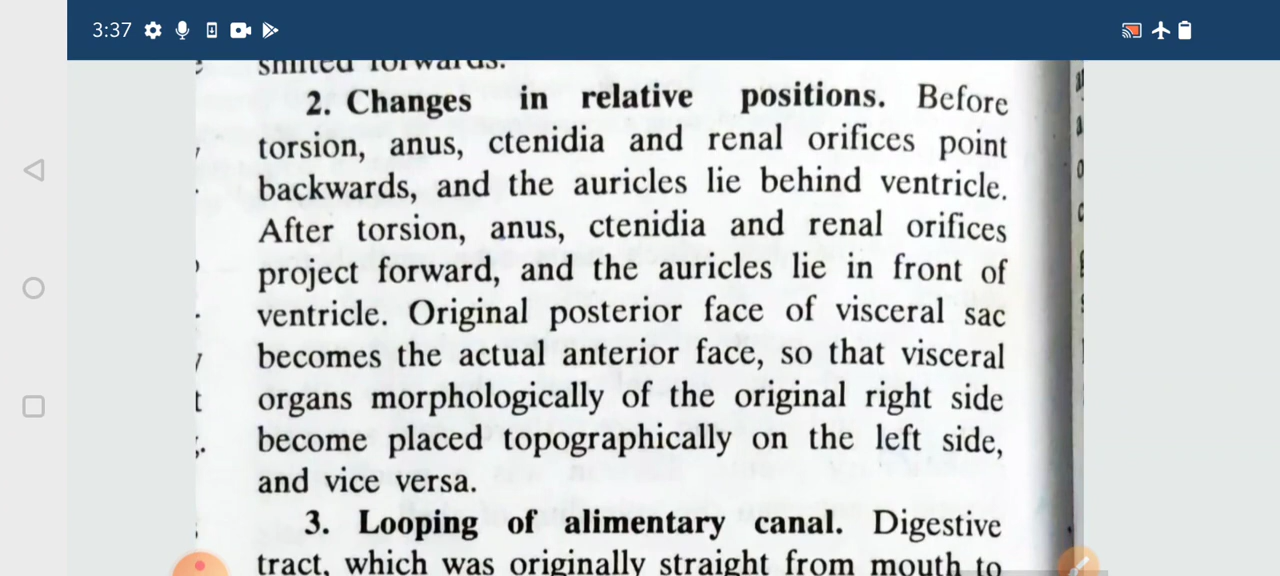 3:37
shifted forwards.
2. Changes in relative positions. Before
torsion, anus, ctenidia and renal orifices point
backwards, and the auricles lie behind ventricle.
After torsion, anus, ctenidia and renal orifices
project forward, and the auricles lie in front of
ventricle. Original posterior face of visceral sac
becomes the actual anterior face, so that visceral
organs morphologically of the original right side
become placed topographically on the left side,
and vice versa.
3. Looping of alimentary canal. Digestive
tract, which was originally straight from mouth to